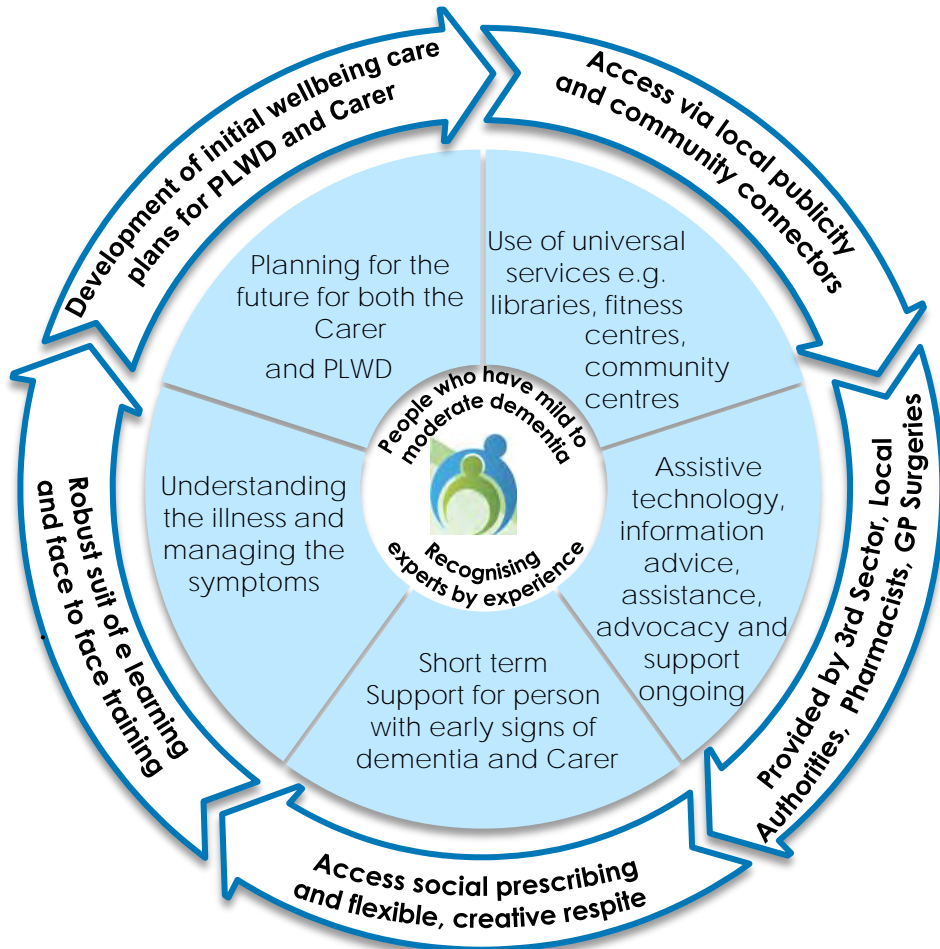 Development of initial wellbeing care
plans for PLWD and Carer
Access via local publicity
and community connectors
Provided by 3rd Sector, Local
Authorities, Pharmacists, GP Surgeries
Access social prescribing
and flexible, creative respite
Robust suit of e learning
and face to face training
.
Planning for the
future for both the
Carer
and PLWD
Use of universal
services e.g.
libraries, fitness
centres,
community
centres
Assistive
technology,
information
advice,
assistance,
advocacy and
support
ongoing
Short term
Support for person
with early signs of
dementia and Carer
Understanding
the illness and
managing the
symptoms
People who have mild to
moderate dementia
Recognising
experts by experience